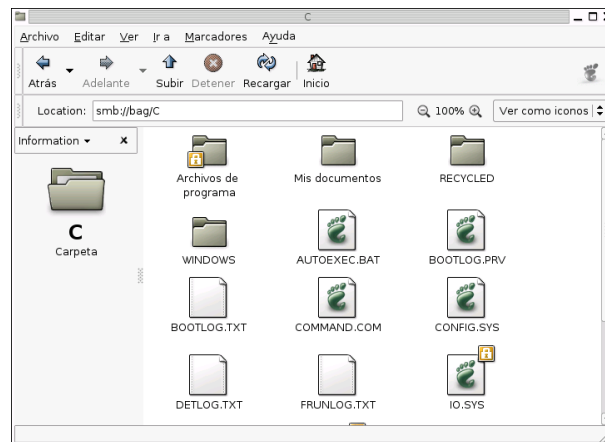 C
Archivo Editar Ver Ir a Marcadores Ayuda
Atrás Adelante Subir Detener Recargar Inicio
Location: smb://bag/C 100% Ver como iconos
Information x
C
Carpeta
Archivos de programa
Mis documentos
RECYCLED
WINDOWS
AUTOEXEC.BAT
BOOTLOG.PRV
BOOTLOG.TXT
COMMAND.COM
CONFIG.SYS
DETLOG.TXT
FRUNLOG.TXT
IO.SYS